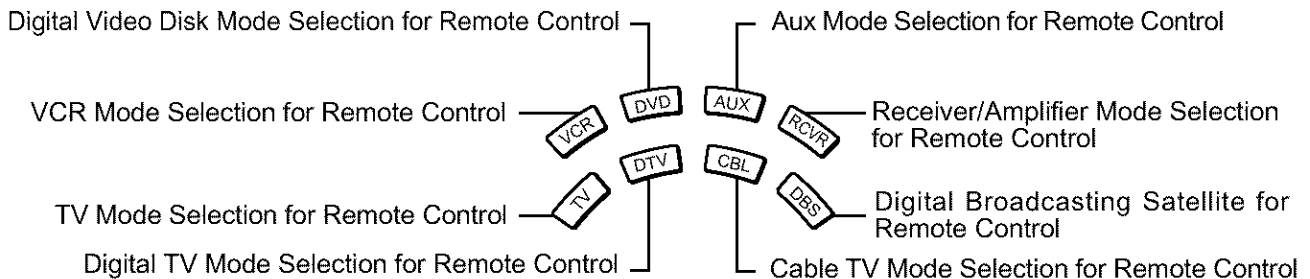 Digital Video Disk Mode Selection for Remote Control
Aux Mode Selection for Remote Control
DVD
AUX
VCR Mode Selection for Remote Control
VCR
RCVR
Receiver/Amplifier Mode Selection
for Remote Control
DTV
CBL
TV Mode Selection for Remote Control
TV
DBS
Digital Broadcasting Satellite for
Remote Control
Digital TV Mode Selection for Remote Control
Cable TV Mode Selection for Remote Control